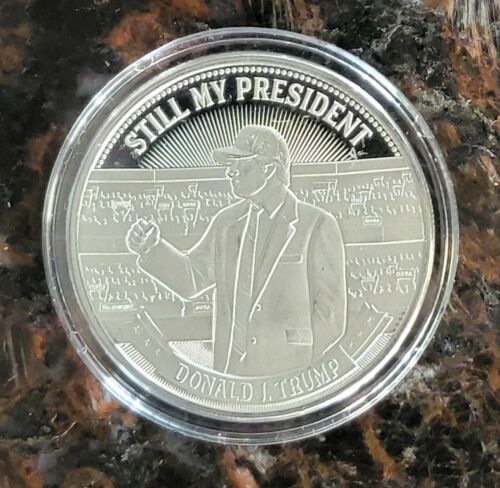 STILL MY PRESIDENT
DONALD J. TRUMP